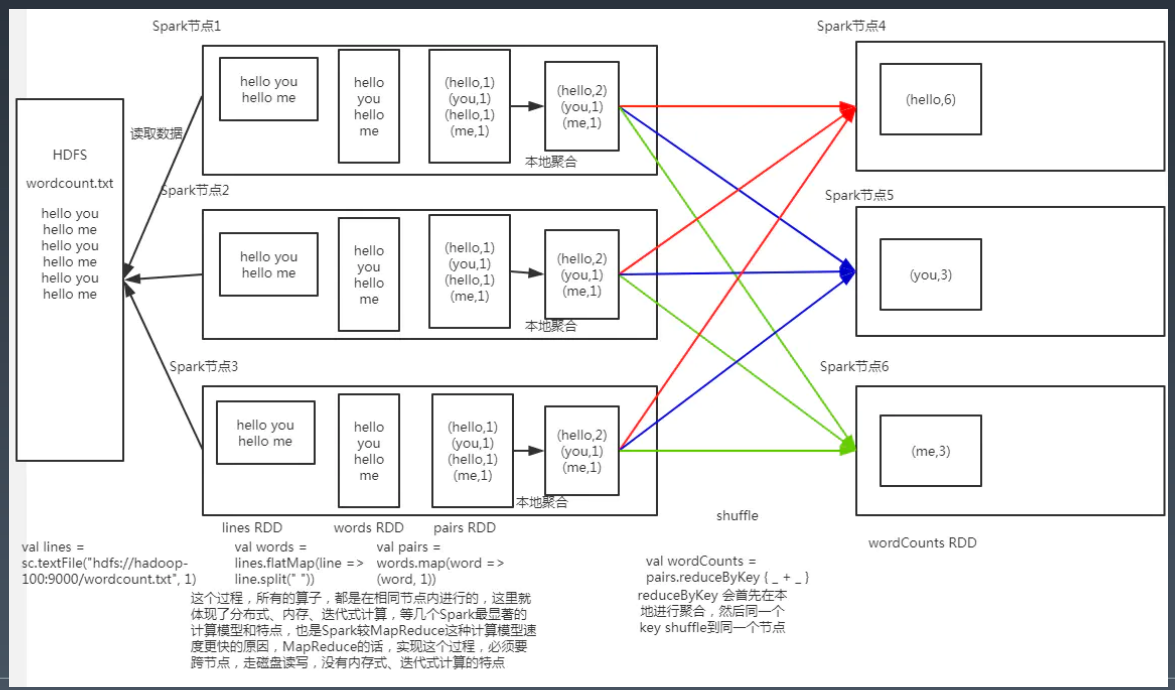 Spark节点1
Spark节点4
HDFS
wordcount.txt
hello you
hello me
hello you
hello me
hello you
hello me
读取数据
hello you
hello me
hello
you
hello
me
(hello,1)
(you,1)
(hello,1)
(me,1)
(hello,2)
(you,1)
(me,1)
本地聚合
(hello,6)
Spark节点2
Spark节点5
hello you
hello me
hello
you
hello
me
(hello,1)
(you,1)
(hello,1)
(me,1)
(hello,2)
(you,1)
(me,1)
本地聚合
(you,3)
Spark节点3
Spark节点6
hello you
hello me
hello
you
hello
me
(hello,1)
(you,1)
(hello,1)
(me,1)
(hello,2)
(you,1)
(me,1)
本地聚合
(me,3)
lines RDD
words RDD
pairs RDD
shuffle
wordCounts RDD
val lines =
sc.textFile("hdfs://hadoop-
100:9000/wordcount.txt", 1)
val words =
lines.flatMap(line =>
line.split(" "))
val pairs =
words.map(word =>
(word, 1))
val wordCounts =
pairs.reduceByKey { _ + _ }
reduceByKey 会首先在本
地进行聚合，然后同一个
key shuffle到同一个节点
这个过程，所有的算子，都是在相同节点内进行的，这里就
体现了分布式、内存、迭代式计算，等几个Spark最显著的
计算模型和特点，也是Spark较MapReduce这种计算模型速
度更快的原因，MapReduce的话，实现这个过程，必须要
跨节点，走磁盘读写，没有内存式、迭代式计算的特点